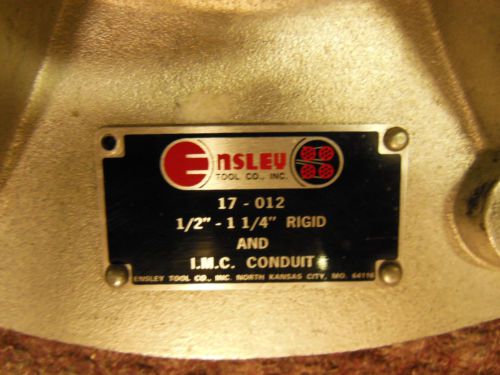 ENSLEY
TOOL CO., INC.
17 - 012
1/2" - 1 1/4" RIGID
AND
I.M.C. CONDUIT
ENSLEY TOOL CO., INC. NORTH KANSAS CITY, MO. 64116